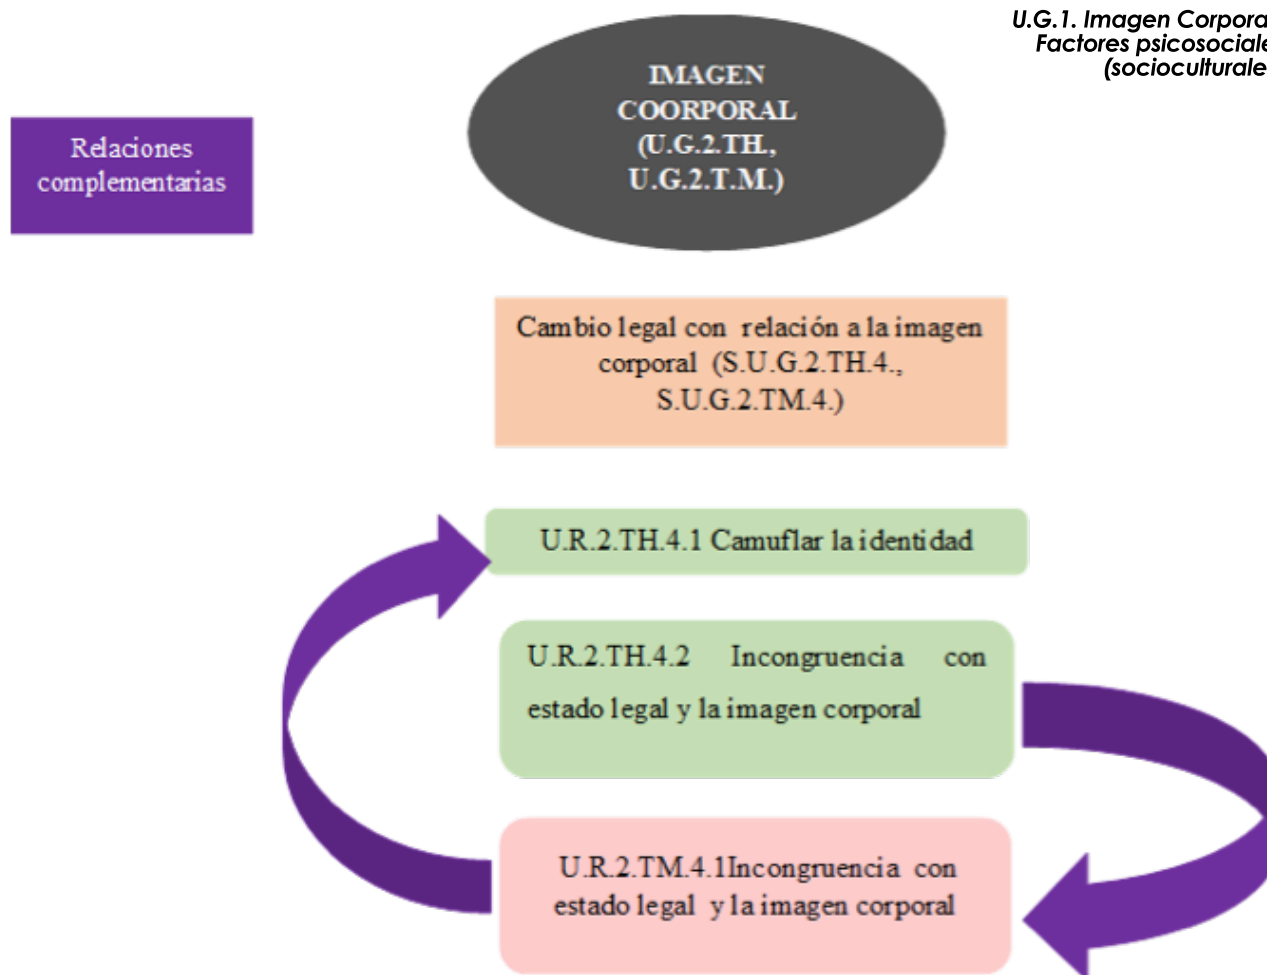 U.G.1. Imagen Corpora
Factores psicosociale
(socioculturale
Relaciones
complementarias
IMAGEN
COORPORAL
(U.G.2.TH.,
U.G.2.T.M.)
Cambio legal con relación a la imagen
corporal (S.U.G.2.TH.4.,
S.U.G.2.TM.4.)
U.R.2.TH.4.1 Camuflar la identidad
U.R.2.TH.4.2 Incongruencia con
estado legal y la imagen corporal
U.R.2.TM.4.1Incongruencia con
estado legal y la imagen corporal